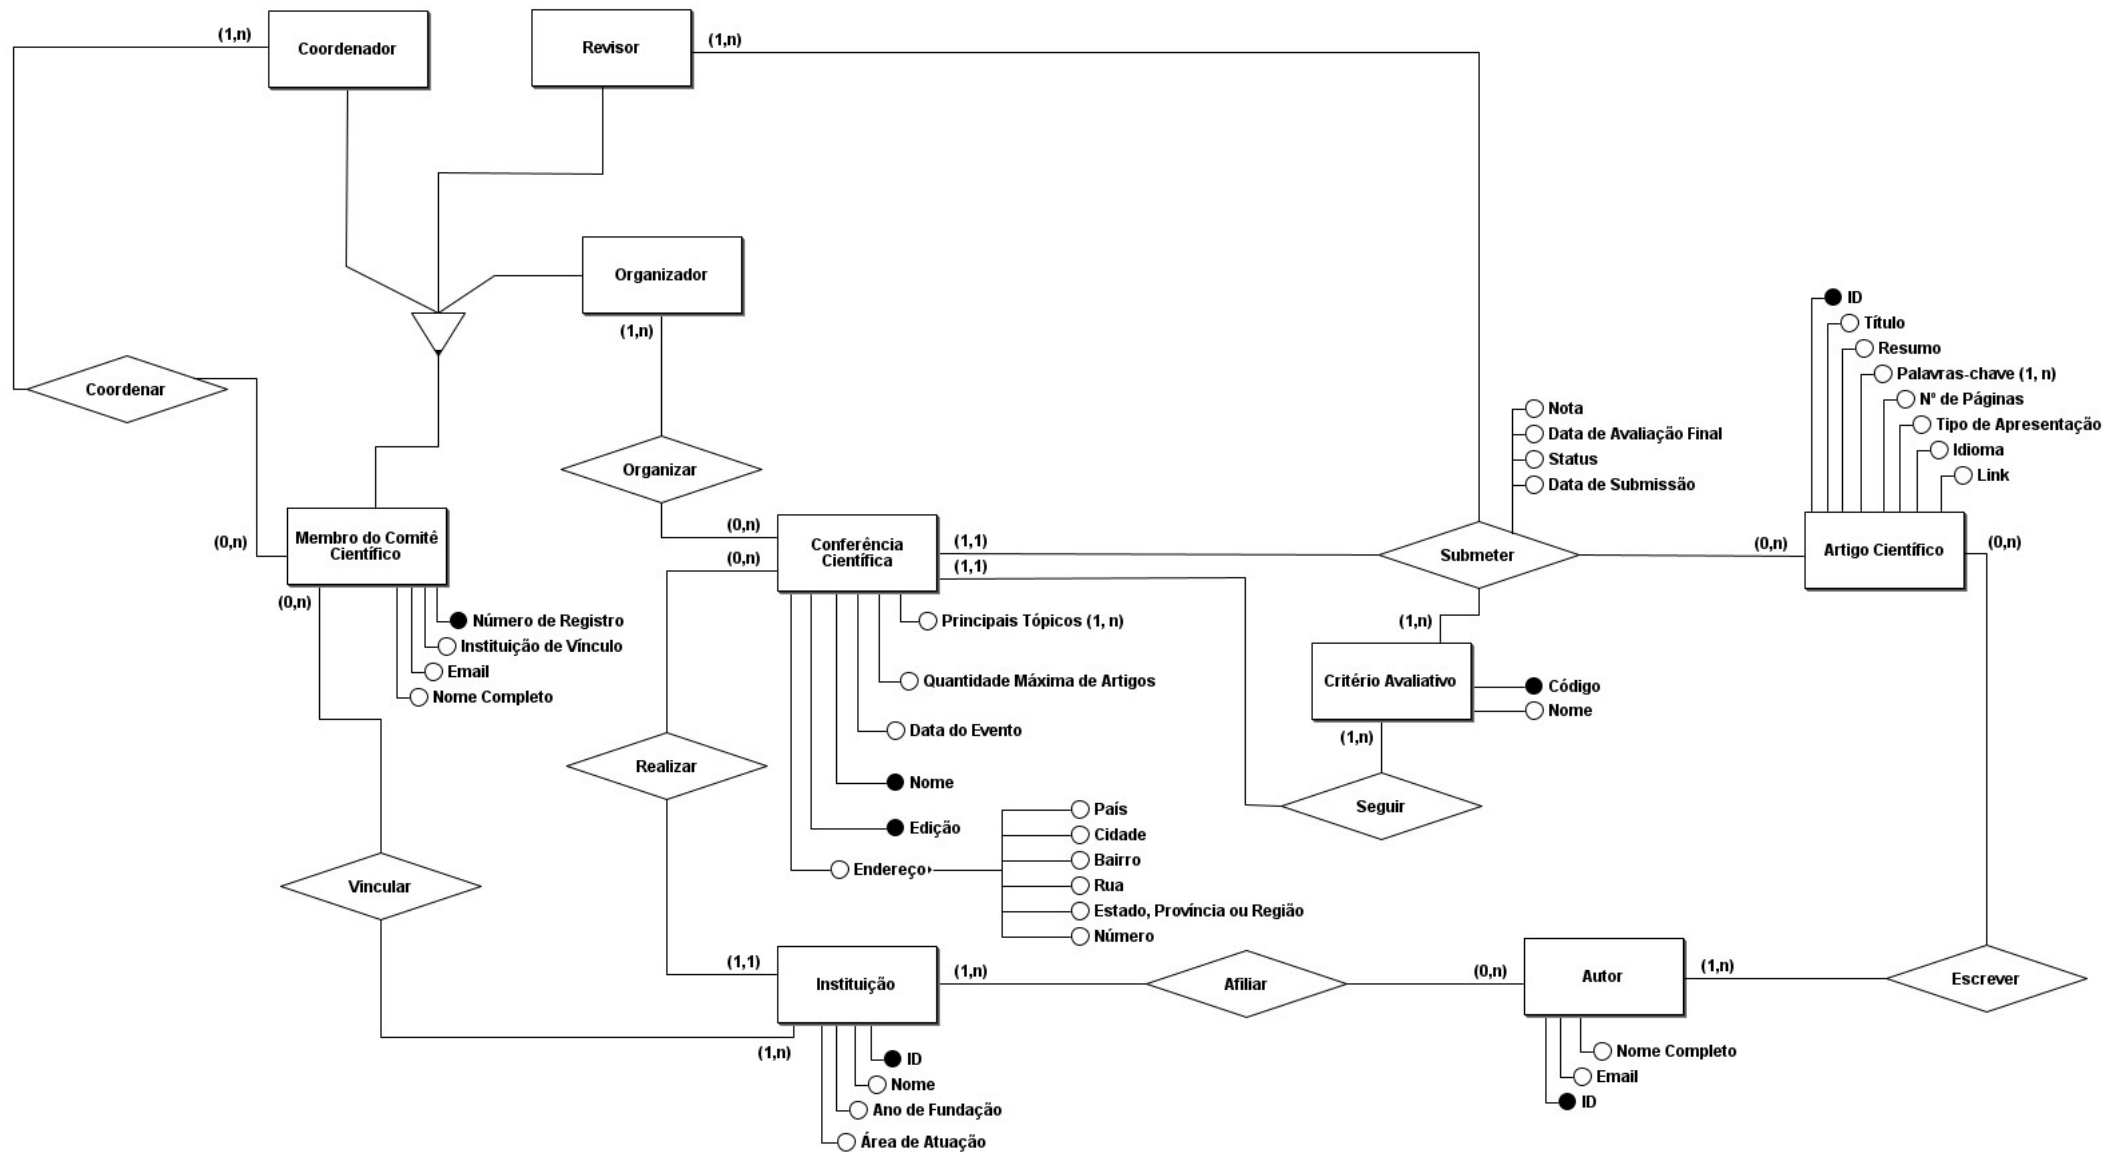 (1,n)
Coordenador
Revisor
(1,n)
Organizador
(1,n)
Coordenar
Organizar
(0,n)
Membro do Comitê
Científico
(0,n)
Número de Registro
Instituição de Vínculo
Email
Nome Completo
(0,n)
(0,n)
Conferência
Científica
(1,1)
(1,1)
Principais Tópicos (1, n)
Quantidade Máxima de Artigos
Data do Evento
Nome
Edição
Endereço
País
Cidade
Bairro
Rua
Estado, Província ou Região
Número
Nota
Data de Avaliação Final
Status
Data de Submissão
Submeter
(0,n)
Artigo Científico
(0,n)
ID
Título
Resumo
Palavras-chave (1, n)
Nº de Páginas
Tipo de Apresentação
Idioma
Link
(1,n)
Critério Avaliativo
Código
Nome
(1,n)
Seguir
Realizar
Vincular
(1,1)
Instituição
(1,n)
(1,n)
ID
Nome
Ano de Fundação
Área de Atuação
Afiliar
(0,n)
Autor
(1,n)
Escrever
Nome Completo
Email
ID